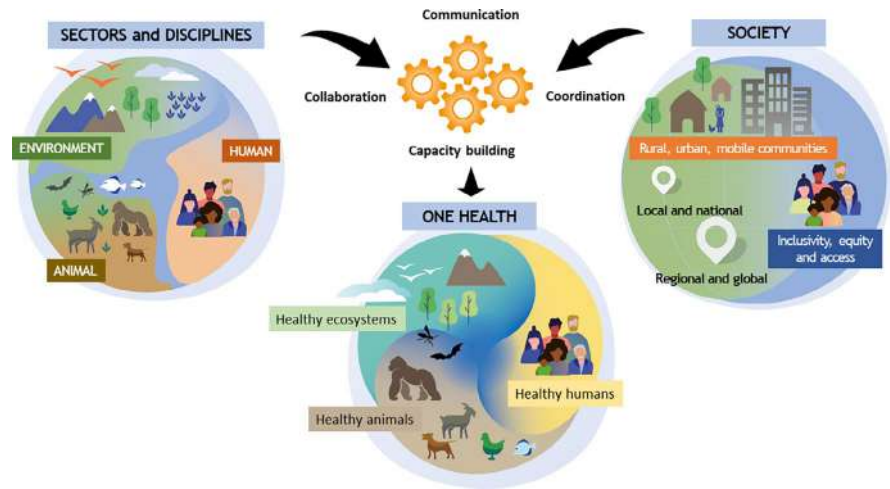 Communication
SECTORS and DISCIPLINES
SOCIETY
Collaboration
Coordination
ENVIRONMENT
HUMAN
Capacity building
Rural, urban, mobile communities
Local and national
ONE HEALTH
Inclusivity, equity
and access
ANIMAL
Regional and global
Healthy ecosystems
Healthy humans
Healthy animals